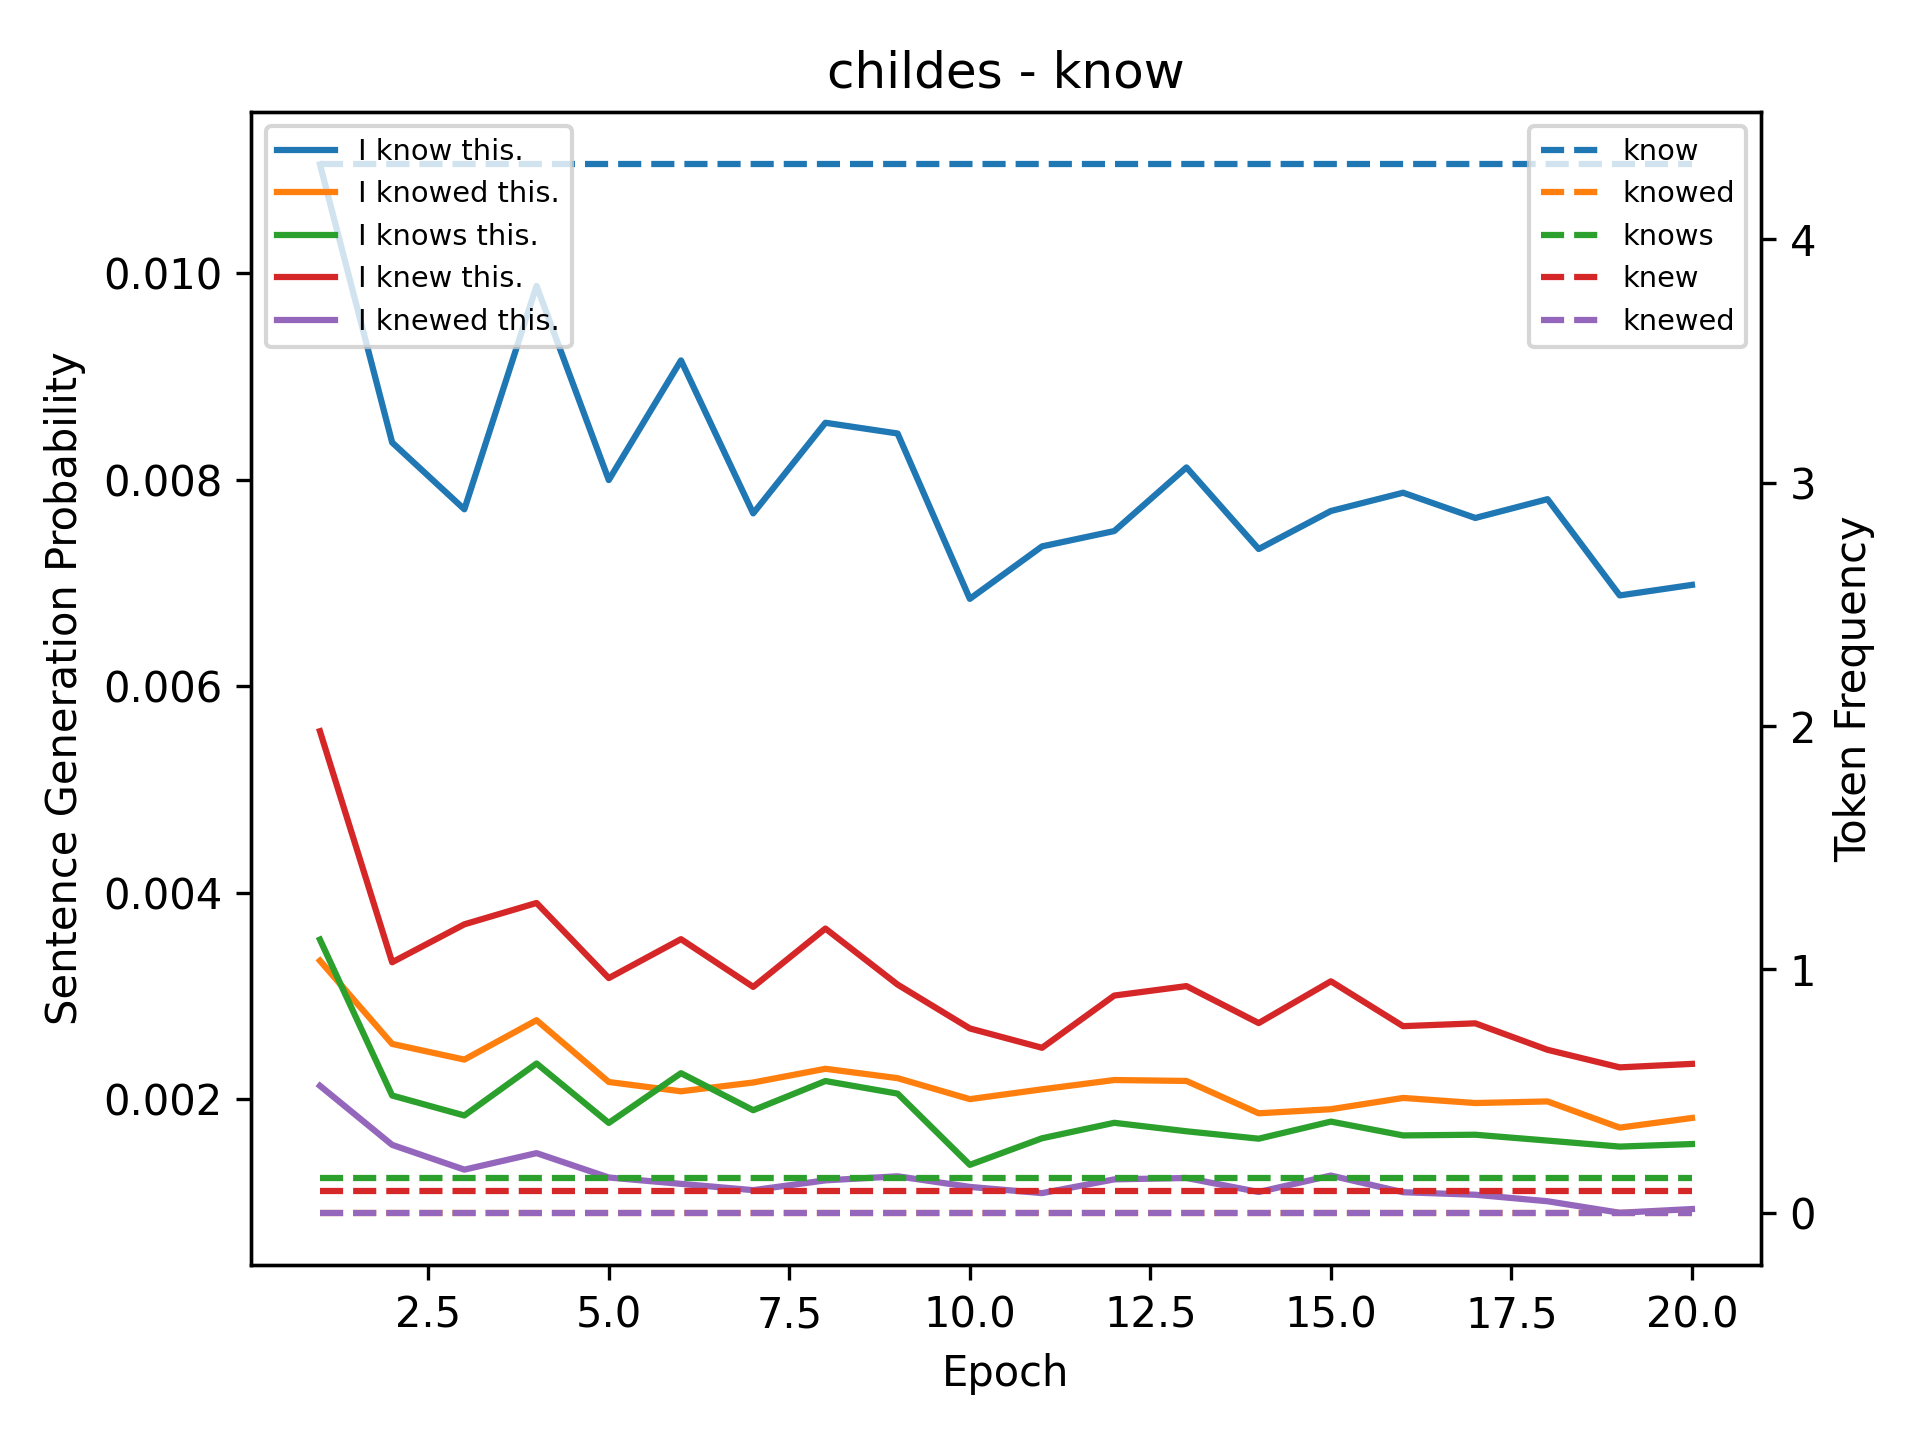 childes - know
I know this.
I knowed this.
I knows this.
I knew this.
I knewed this.
know
knowed
knows
knew
knewed
Sentence Generation Probability
0.010
0.008
0.006
0.004
0.002
Token Frequency
4
3
2
1
0
2.5 5.0 7.5 10.0 12.5 15.0 17.5 20.0
Epoch